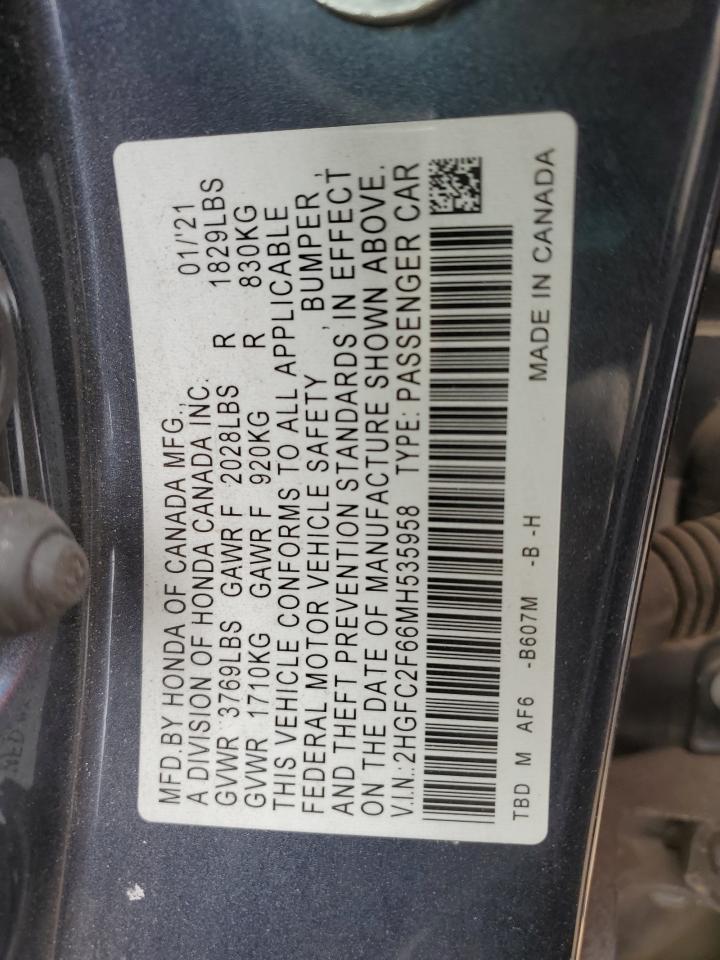 MFD. BY HONDA OF CANADA MFG., 01/'21
A DIVISION OF HONDA CANADA INC.
GVWR 3769LBS GAWR F 2028LBS R 1829LBS
GVWR 1710KG GAWR F 920KG R 830KG
THIS VEHICLE CONFORMS TO ALL APPLICABLE
FEDERAL MOTOR VEHICLE SAFETY , BUMPER ,
AND THEFT PREVENTION STANDARDS IN EFFECT
ON THE DATE OF MANUFACTURE SHOWN ABOVE.
V.I.N.:2HGFC2F66MH535958 TYPE: PASSENGER CAR
TBD M AF6 -B607M -B -H MADE IN CANADA